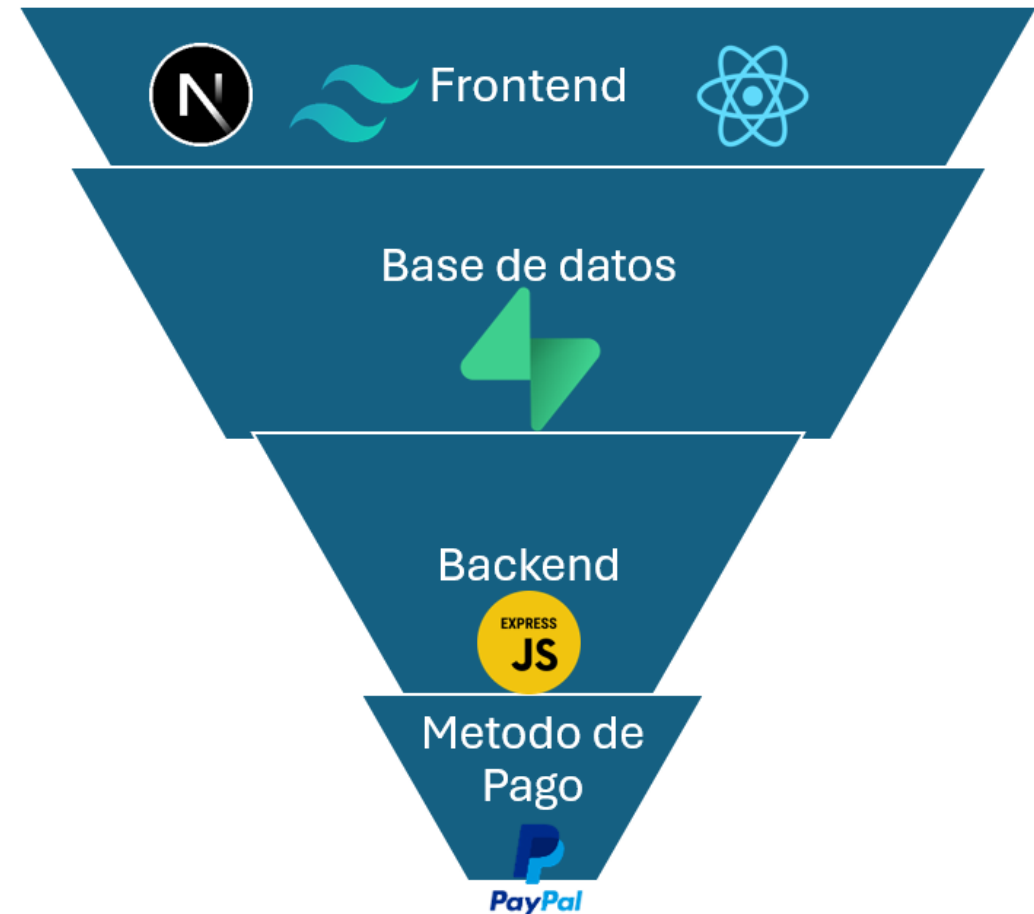 N
Frontend
Base de datos
Backend
EXPRESS
JS
Metodo de
Pago
PayPal